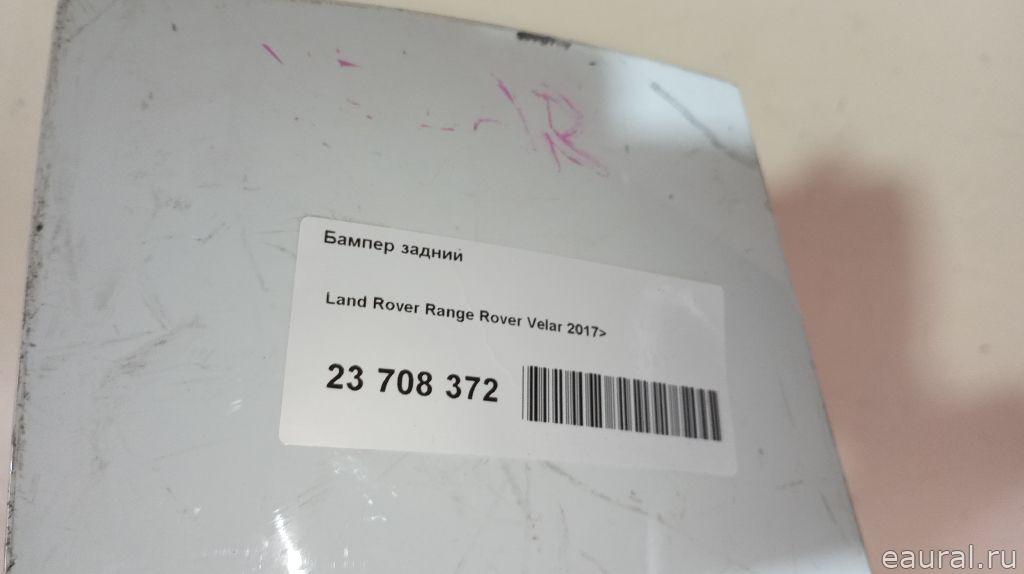 R
Бампер задний
Land Rover Range Rover Velar 2017>
23 708 372
eaural.ru